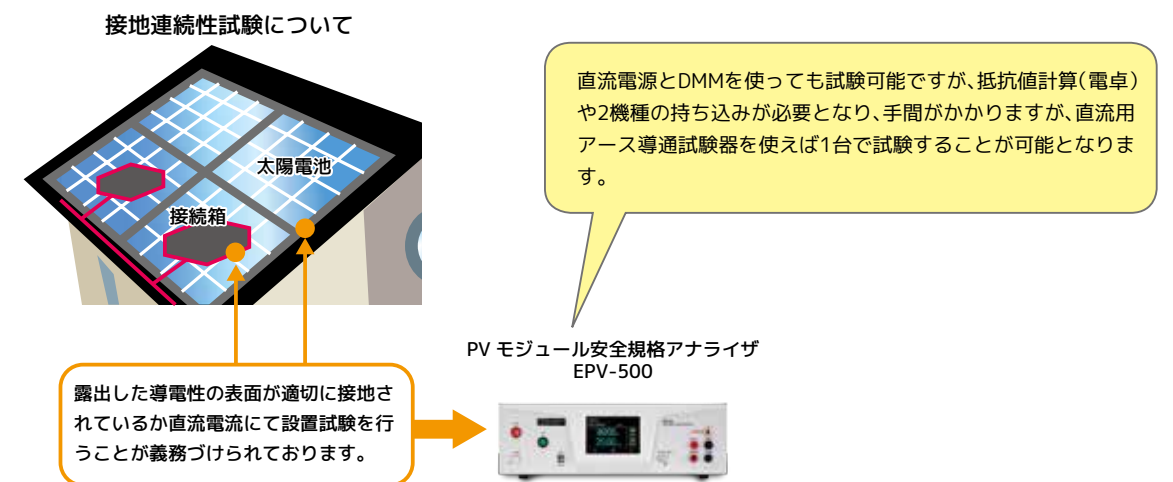 接地連続性試験について
直流電源とDMMを使っても試験可能ですが、抵抗値計算(電卓)
や2機種の持ち込みが必要となり、手間がかかりますが、直流用
アース導通試験器を使えば1台で試験することが可能となりま
す。
太陽電池
接続箱
PV モジュール安全規格アナライザ
EPV-500
露出した導電性の表面が適切に接地さ
れているか直流電流にて設置試験を行
うことが義務づけられております。